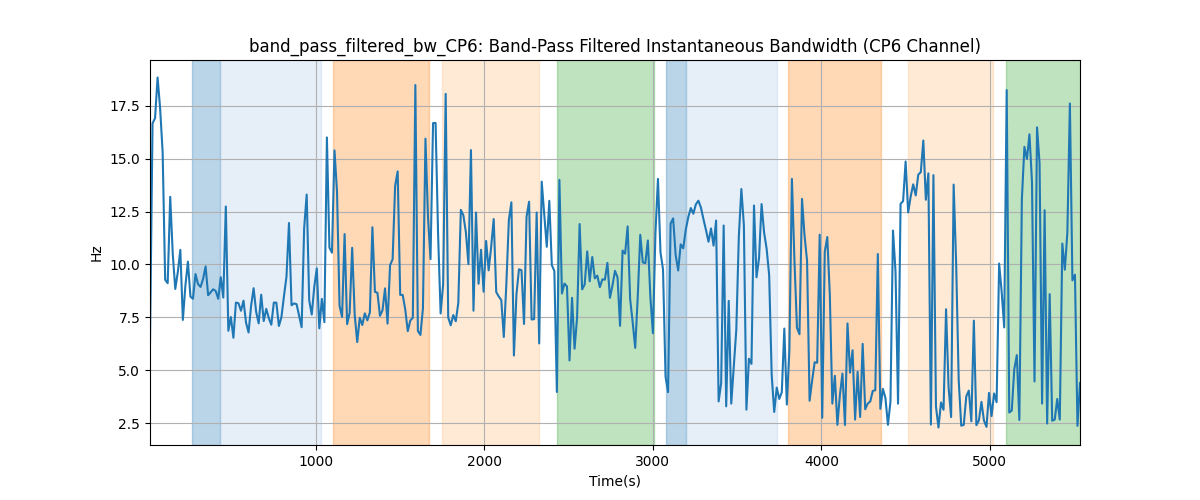 band_pass_filtered_bw_CP6: Band-Pass Filtered Instantaneous Bandwidth (CP6 Channel)
17.5
15.0
12.5
10.0
7.5
5.0
2.5
Hz
1000 2000 3000 4000 5000
Time(s)